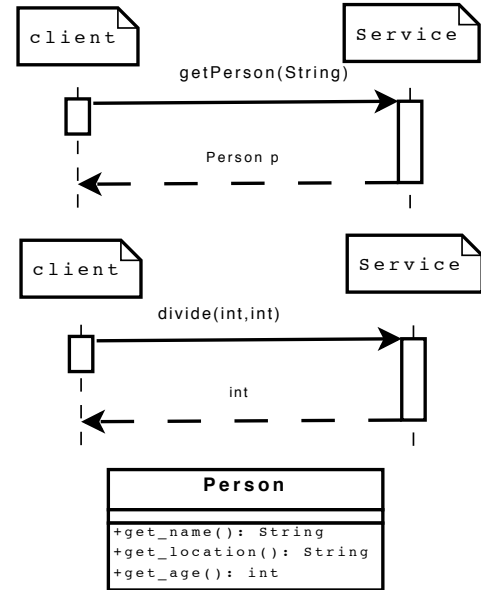 client
Service
getPerson(String)
Person p
client
Service
divide(int,int)
int
Person
+get_name(): String
+get_location(): String
+get_age(): int